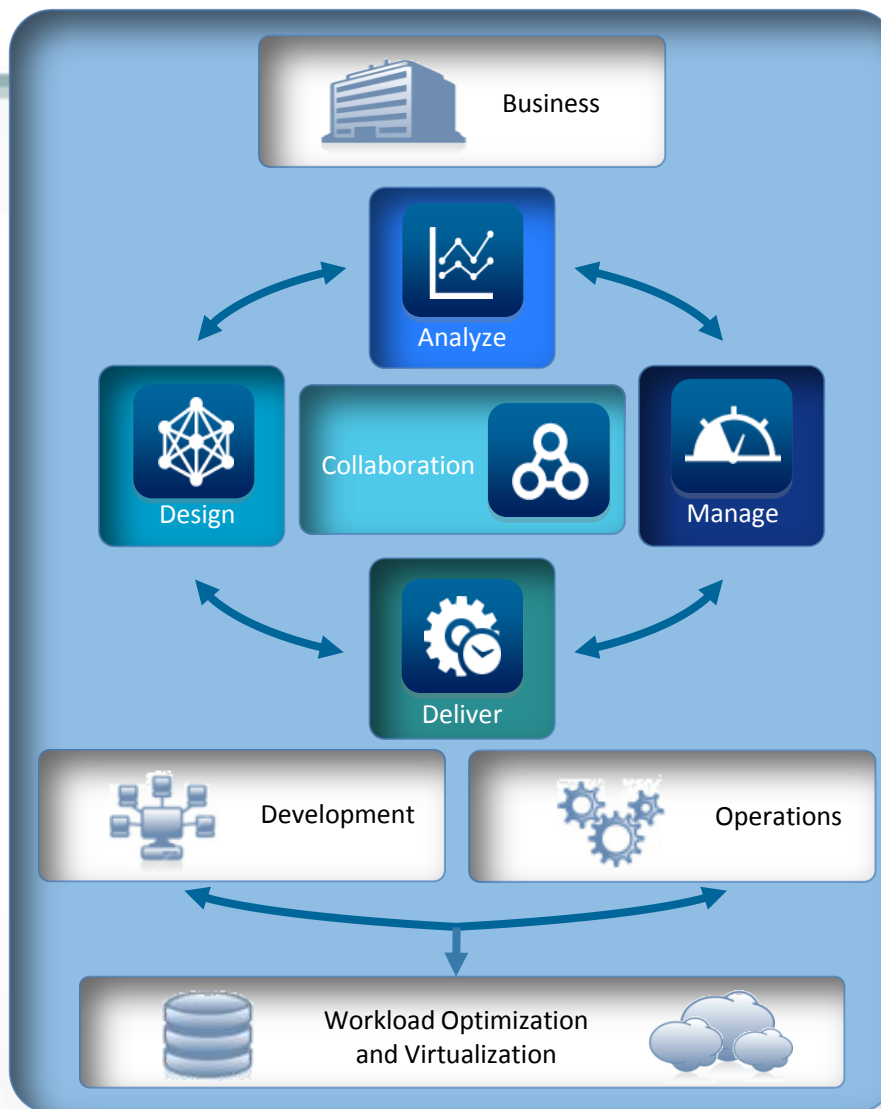 Business
Analyze
Design
Collaboration
Manage
Deliver
Development
Operations
Workload Optimization
and Virtualization